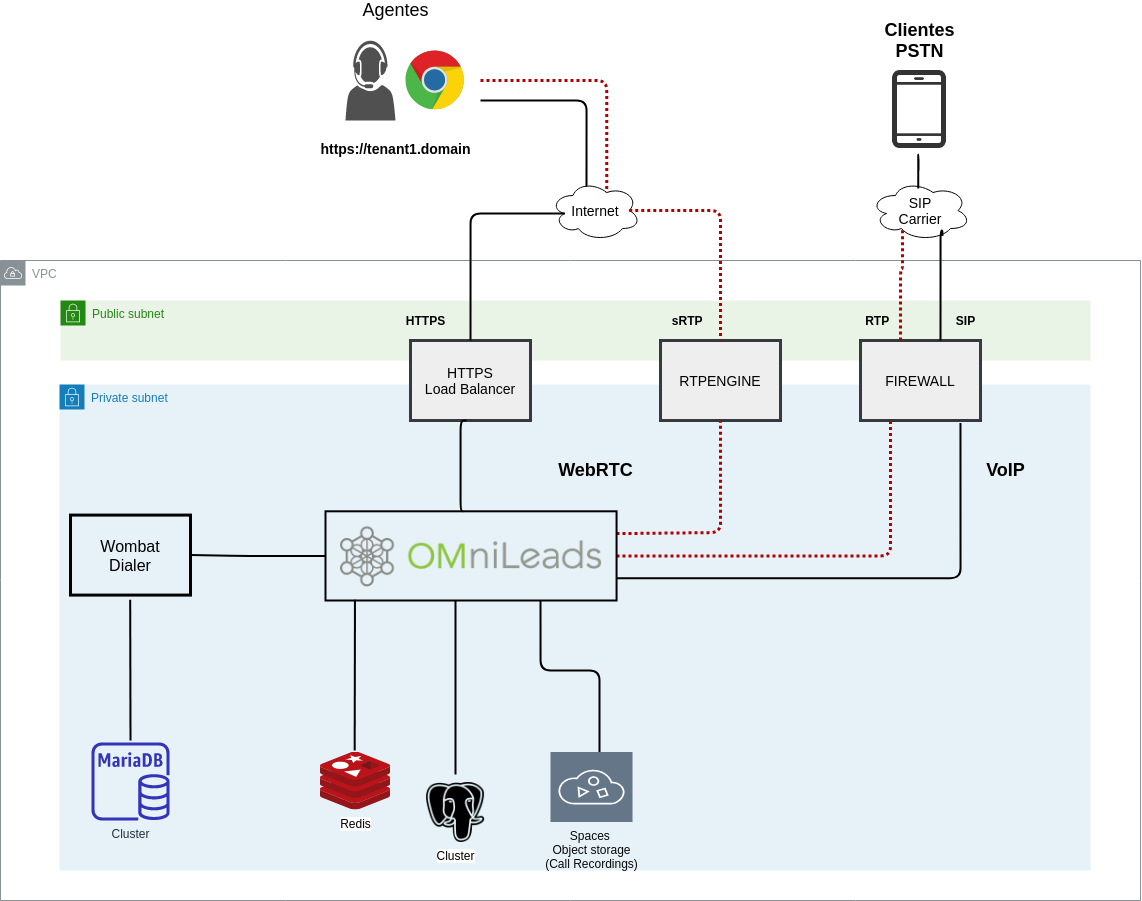 Agentes
Clientes
PSTN
https://tenant1.domain
Internet
SIP
Carrier
VPC
Public subnet
HTTPS
sRTP
RTP
SIP
HTTPS
Load Balancer
RTPENGINE
FIREWALL
Private subnet
WebRTC
VoIP
Wombat
Dialer
OMniLeads
MariaDB
Cluster
Redis
Cluster
Spaces
Object storage
(Call Recordings)